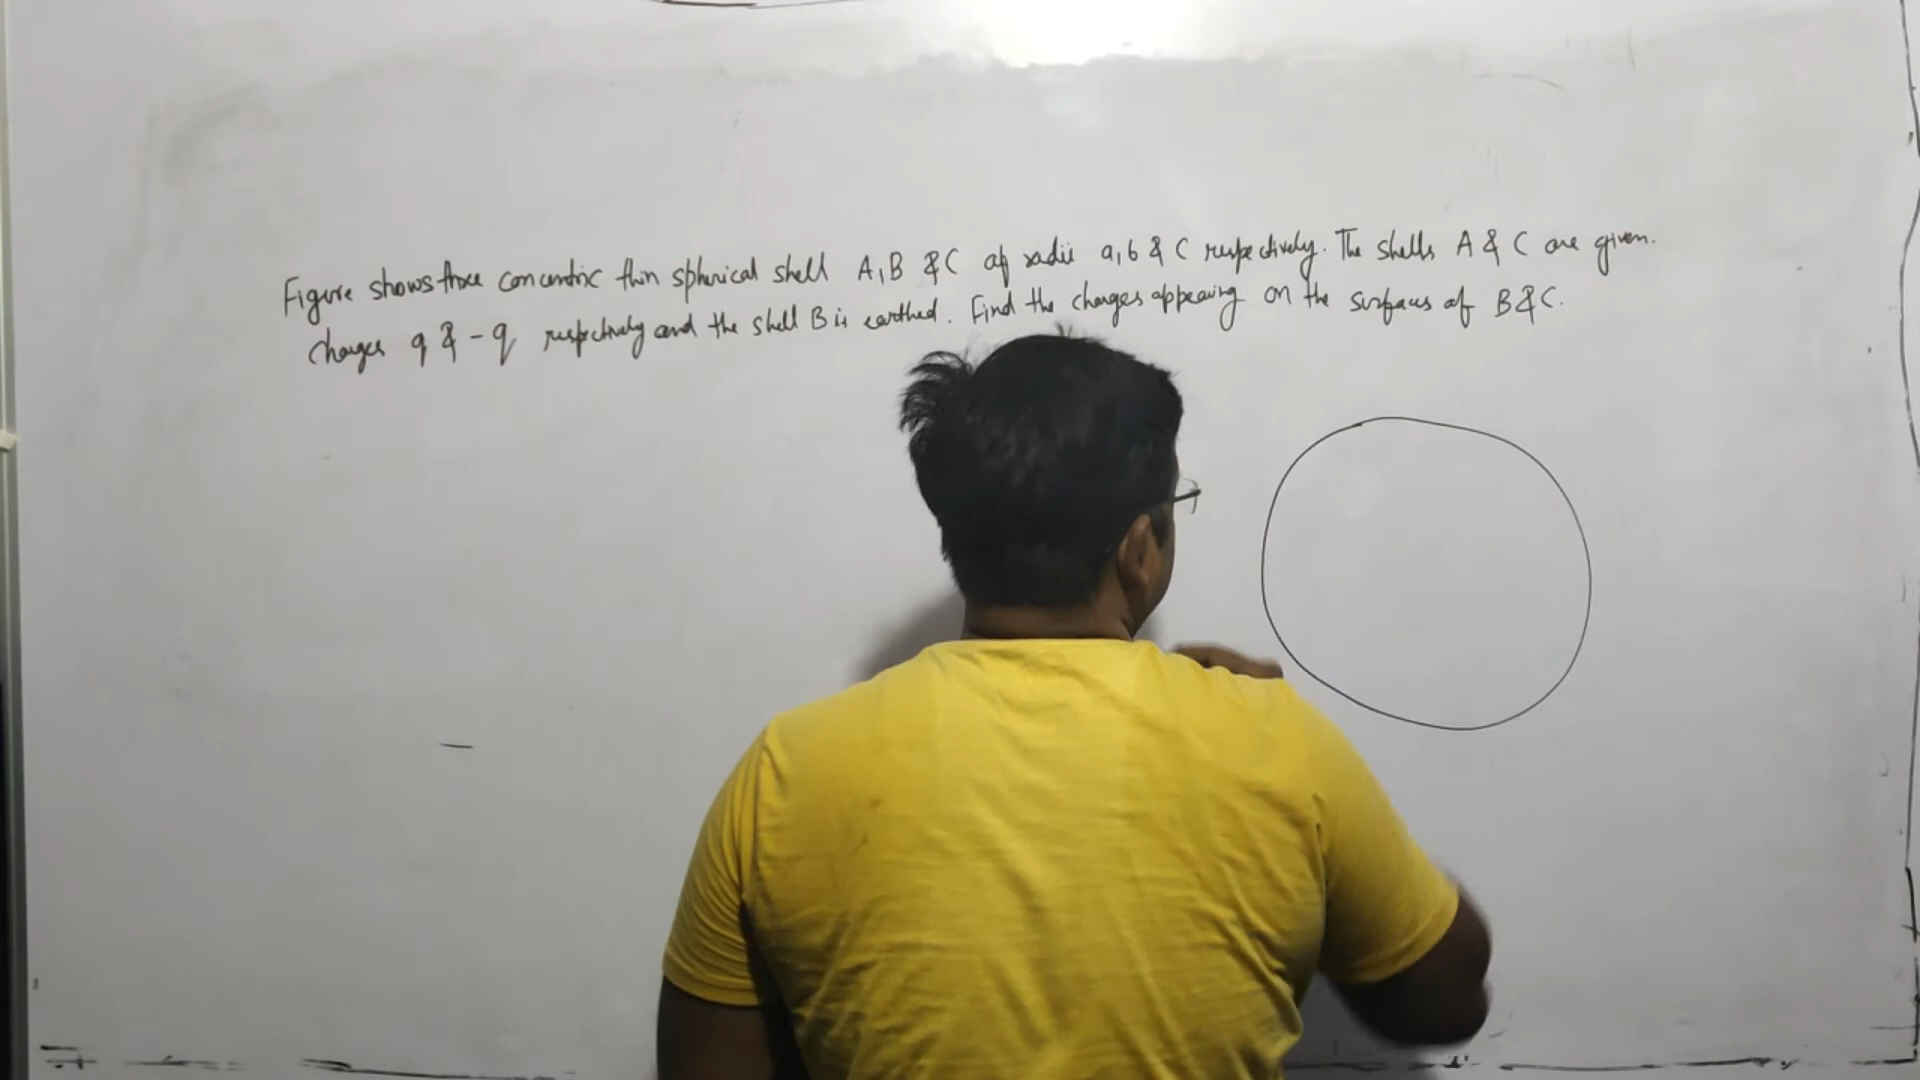 Figure shows three concentric thin spherical shell A, B & C of radii a, b & C respectively. The shells A & C are given.
charges q & - q respectively and the shell B is earthed. Find the charges appearing on the surfaces of B & C.